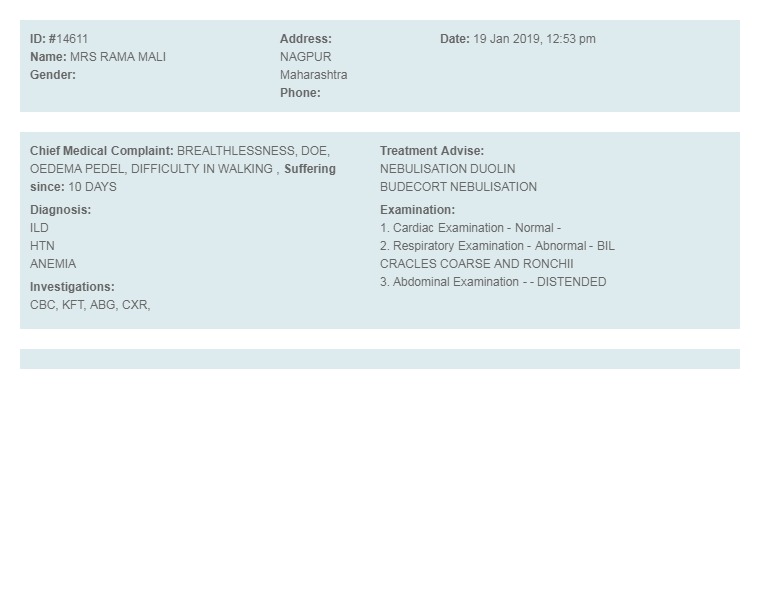 ID: #14611
Name: MRS RAMA MALI
Gender:
Address:
NAGPUR
Maharashtra
Phone:
Date: 19 Jan 2019, 12:53 pm
Chief Medical Complaint: BREALTHLESSNESS, DOE,
OEDEMA PEDEL, DIFFICULTY IN WALKING , Suffering
since: 10 DAYS
Diagnosis:
ILD
HTN
ANEMIA
Investigations:
CBC, KFT, ABG, CXR,
Treatment Advise:
NEBULISATION DUOLIN
BUDECORT NEBULISATION
Examination:
1. Cardiac Examination - Normal -
2. Respiratory Examination - Abnormal - BIL
CRACLES COARSE AND RONCHII
3. Abdominal Examination - - DISTENDED